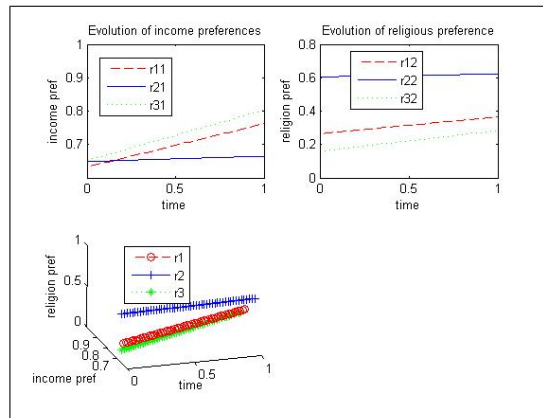 Evolution of income preferences
1
0.9
0.8
0.7
income pref
r11
r21
r31
0
0.5
1
time
Evolution of religious preference
0.8
0.6
0.4
0.2
0
religion pref
r12
r22
r32
0
0.5
1
time
1
0.5
0
religion pref
r1
r2
r3
0.9
0.8
0.7
income pref
0
0.5
1
time